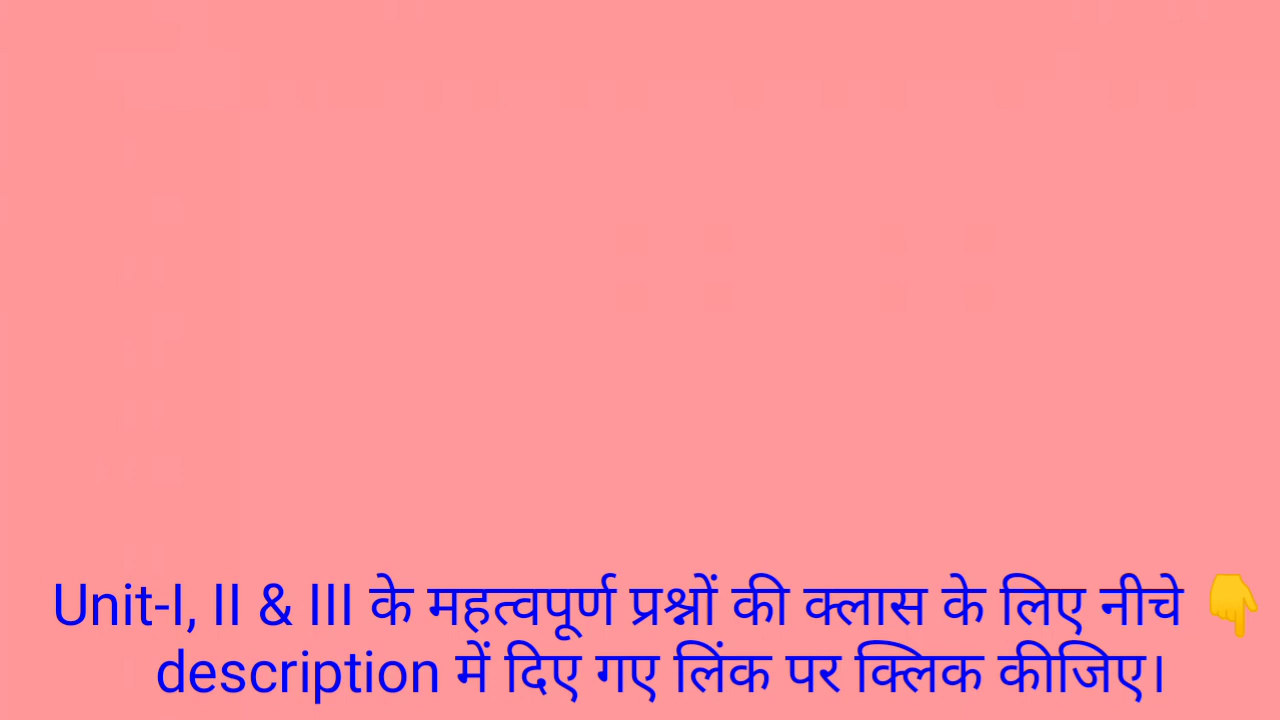 Unit-I, II & III के महत्वपूर्ण प्रश्नों की क्लास के लिए नीचे 👇
description में दिए गए लिंक पर क्लिक कीजिए।